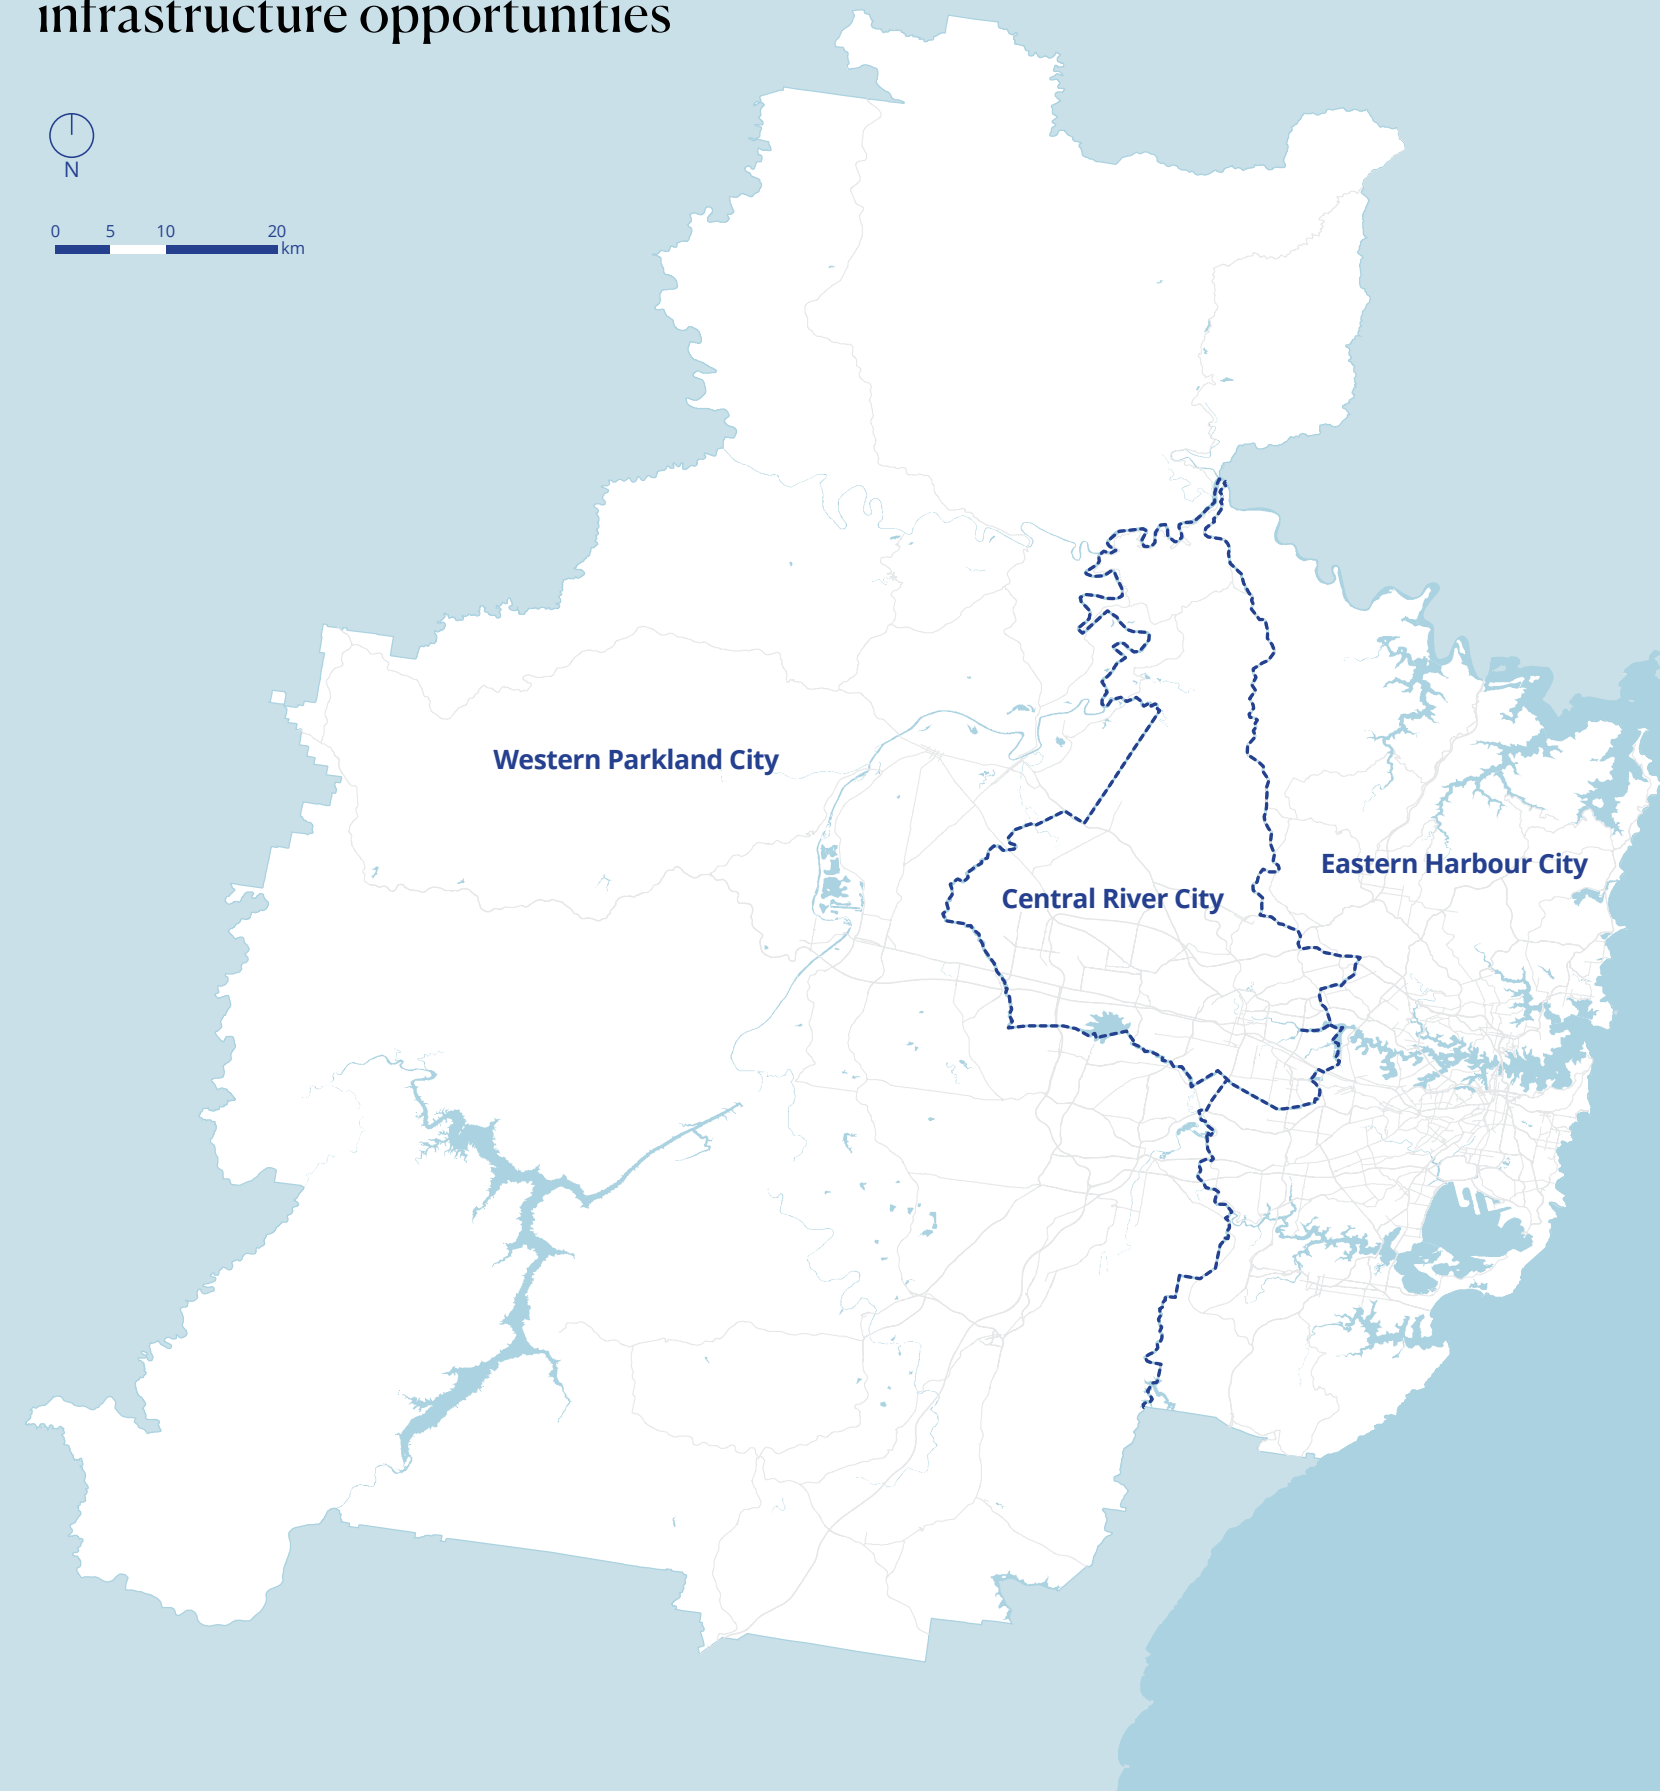 infrastructure opportunities
N
0 5 10 20
km
Western Parkland City
Eastern Harbour City
Central River City